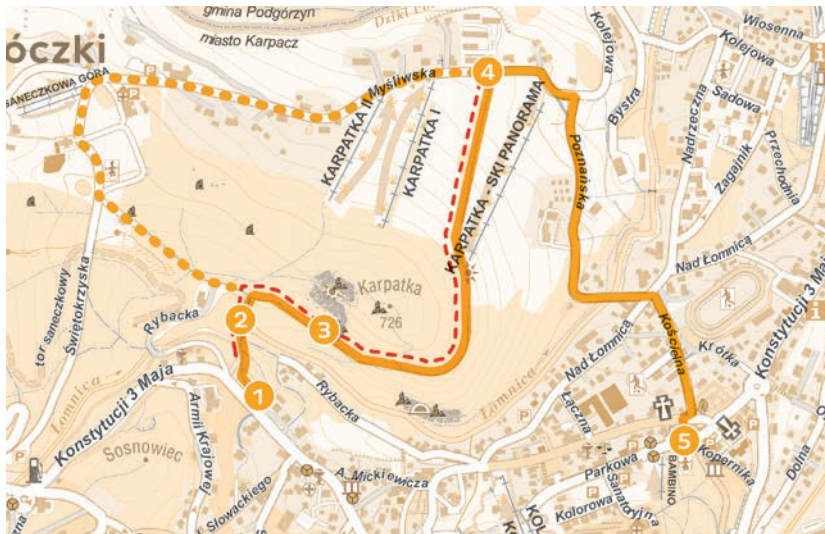 gmina Podgórzyn
miasto Karpacz
óczki
SANECZKOWA GÓRA
Myśliwska
4
Kolejowa
Wiosenna
Kolejowa
Sadowa
Bystra
Nadrzeczna
Zagajnik
Przechodnia
Poznańska
KARPATKA II
KARPATKA I
KARPATKA - SKI PANORAMA
Karpatka
726
tor saneczkowy
Świętokrzyska
Rybacka
2
3
1
Łomnica
Konstytucji 3 Maja
Armii Krajowej
Sosnowiec
Rybacka
Łomnica
Nad Łomnicą
Nad Łomnicą
Kościelna
Krótka
Konstytucji 3 Maja
Łączna
5
Kopernika
Parkowa
BAMBINO
Kolorowa
Sanatoryjna
Dolna
A. Mickiewicza
Słowackiego
KOL